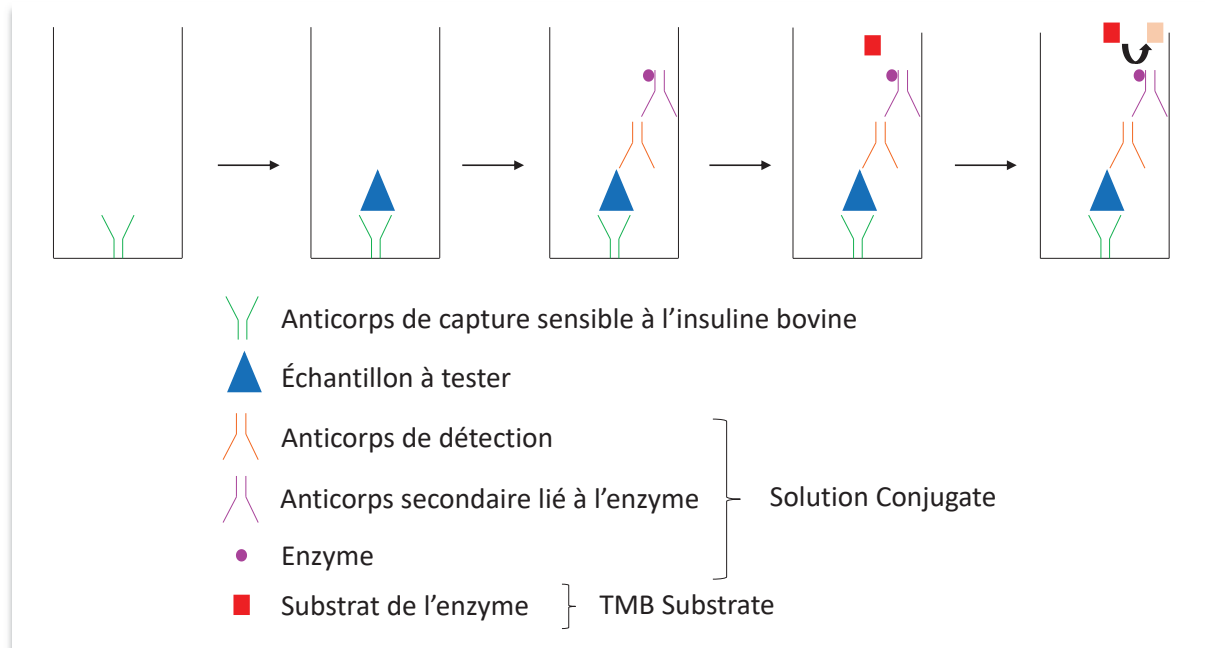 Anticorps de capture sensible à l'insuline bovine
Échantillon à tester
Anticorps de détection
Anticorps secondaire lié à l'enzyme
Solution Conjugate
Enzyme
Substrat de l'enzyme
TMB Substrate